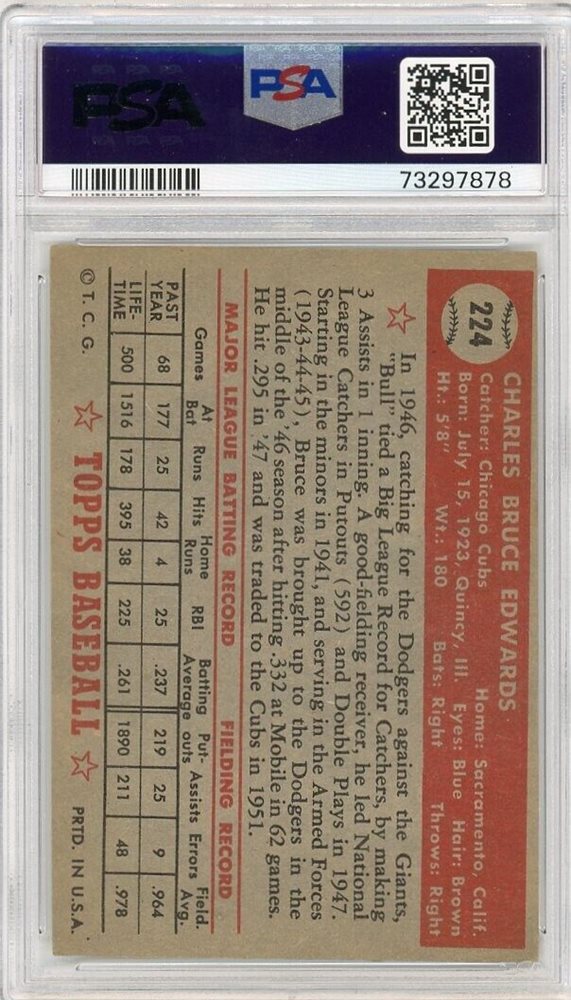 PSA
PSA
73297878
224
CHARLES BRUCE EDWARDS
Catcher: Chicago Cubs Home: Sacramento, Calif.
Born: July 15, 1923, Quincy, Ill. Eyes: Blue Hair: Brown
Ht.: 5'8" Wt.: 180 Bats: Right Throws: Right
In 1946, catching for the Dodgers against the Giants,
"Bull" tied a Big League Record for Catchers, by making
3 Assists in 1 inning. A good-fielding receiver, he led National
League Catchers in Putouts (592) and Double Plays in 1947.
Starting in the minors in 1941, and serving in the Armed Forces
(1943-44-45), Bruce was brought up to the Dodgers in the
middle of the '46 season after hitting .332 at Mobile in 62 games.
He hit .295 in '47 and was traded to the Cubs in 1951.
MAJOR LEAGUE BATTING RECORD FIELDING RECORD
Games At Bat Runs Hits Home Runs RBI Batting Average Put-outs Assists Errors Field. Avg.
PAST YEAR 68 177 25 42 4 25 .237 219 25 9 .964
LIFE-TIME 500 1516 178 395 38 225 .261 1890 211 48 .978
© T. C. G. TOPPS BASEBALL PRTD. IN U.S.A.